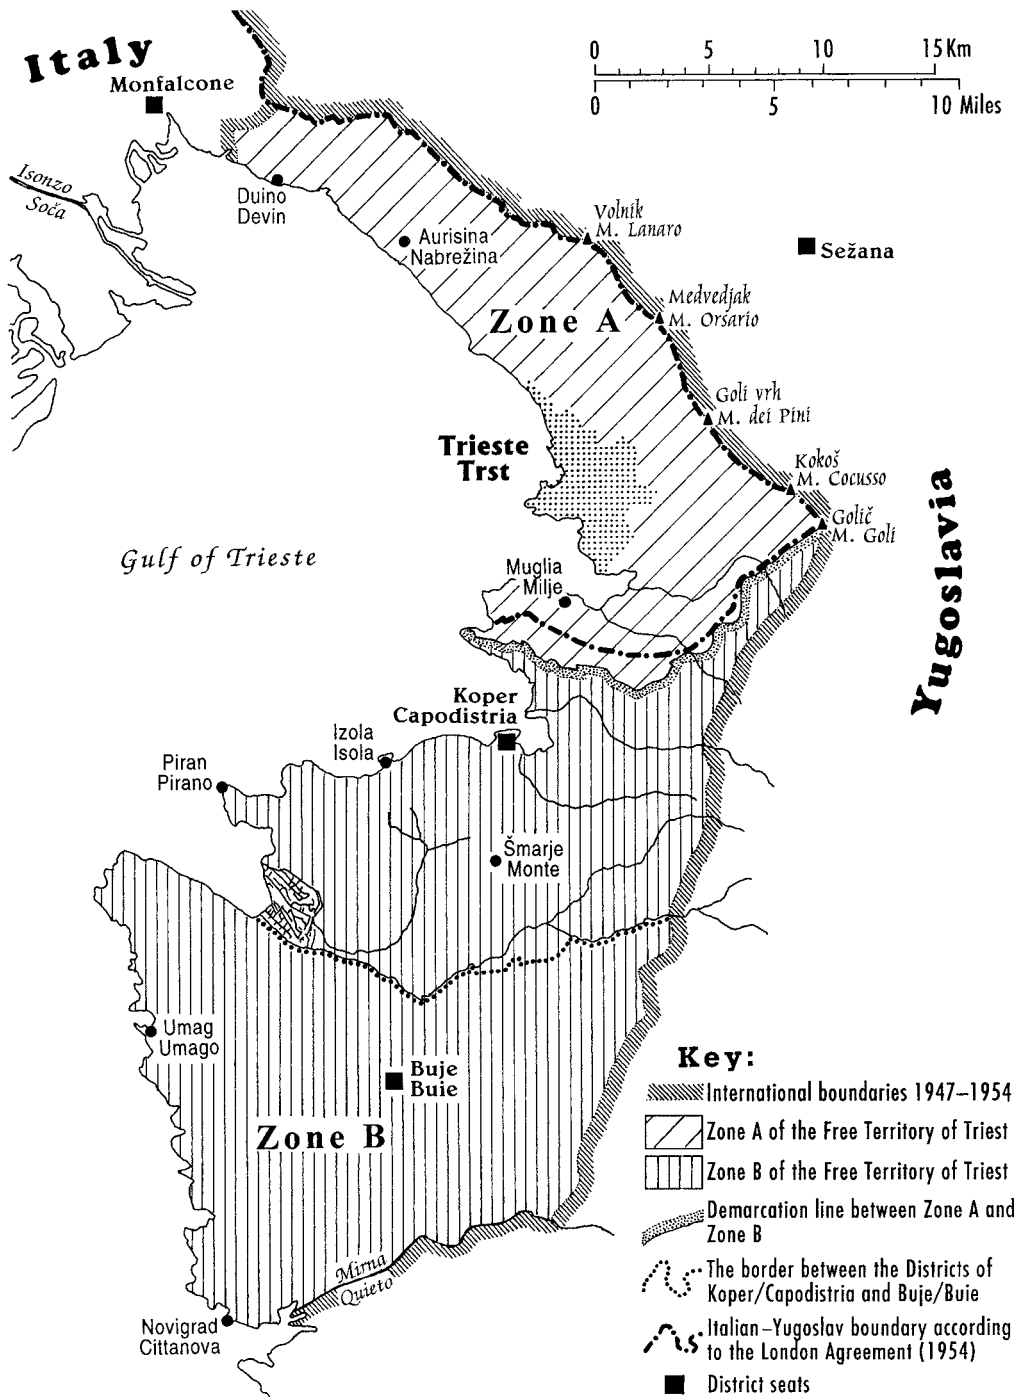 Italy
Monfalcone
0 5 10 15 Km
0 5 10 Miles
Isonzo
Soča
Duino
Devin
Aurisina
Nabrežina
Volnik
M. Lanaro
Sežana
Zone A
Medvedjak
M. Orsario
Goli vrh
M. dei Pini
Trieste
Trst
Kokoš
M. Cocusso
Golič
M. Goli
Yugoslavia
Gulf of Trieste
Muglia
Milje
Koper
Capodistria
Izola
Isola
Piran
Pirano
Šmarje
Monte
Umag
Umago
Buje
Buie
Zone B
Mirna
Quieto
Novigrad
Cittanova
Key:
International boundaries 1947–1954
Zone A of the Free Territory of Triest
Zone B of the Free Territory of Triest
Demarcation line between Zone A and
Zone B
The border between the Districts of
Koper/Capodistria and Buje/Buie
Italian–Yugoslav boundary according
to the London Agreement (1954)
District seats